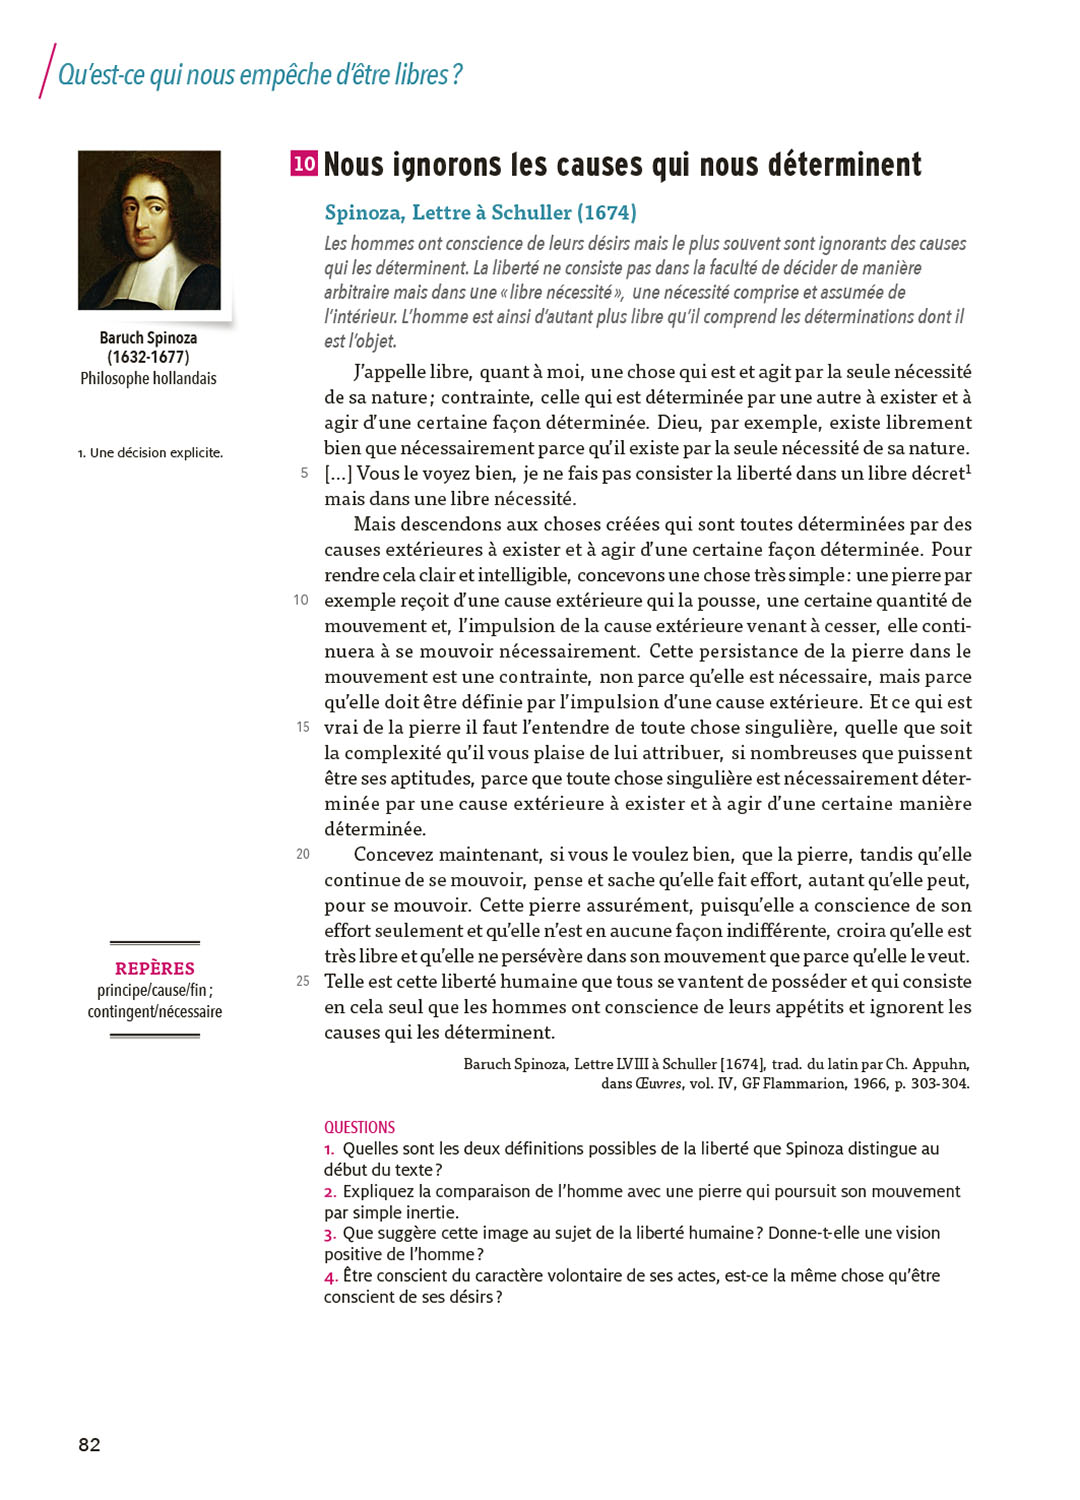 Qu’est-ce qui nous empêche d’être libres ?
Baruch Spinoza
(1632-1677)
Philosophe hollandais
1. Une décision explicite.
10 Nous ignorons les causes qui nous déterminent
Spinoza, Lettre à Schuller (1674)
Les hommes ont conscience de leurs désirs mais le plus souvent sont ignorants des causes
qui les déterminent. La liberté ne consiste pas dans la faculté de décider de manière
arbitraire mais dans une « libre nécessité », une nécessité comprise et assumée de
l’intérieur. L’homme est ainsi d’autant plus libre qu’il comprend les déterminations dont il
est l’objet.
J’appelle libre, quant à moi, une chose qui est et agit par la seule nécessité
de sa nature ; contrainte, celle qui est déterminée par une autre à exister et à
agir d’une certaine façon déterminée. Dieu, par exemple, existe librement
bien que nécessairement parce qu’il existe par la seule nécessité de sa nature.
5 […] Vous le voyez bien, je ne fais pas consister la liberté dans un libre décret¹
mais dans une libre nécessité.
Mais descendons aux choses créées qui sont toutes déterminées par des
causes extérieures à exister et à agir d’une certaine façon déterminée. Pour
rendre cela clair et intelligible, concevons une chose très simple : une pierre par
10 exemple reçoit d’une cause extérieure qui la pousse, une certaine quantité de
mouvement et, l’impulsion de la cause extérieure venant à cesser, elle conti-
nuera à se mouvoir nécessairement. Cette persistance de la pierre dans le
mouvement est une contrainte, non parce qu’elle est nécessaire, mais parce
qu’elle doit être définie par l’impulsion d’une cause extérieure. Et ce qui est
15 vrai de la pierre il faut l’entendre de toute chose singulière, quelle que soit
la complexité qu’il vous plaise de lui attribuer, si nombreuses que puissent
être ses aptitudes, parce que toute chose singulière est nécessairement déter-
minée par une cause extérieure à exister et à agir d’une certaine manière
déterminée.
20 Concevez maintenant, si vous le voulez bien, que la pierre, tandis qu’elle
continue de se mouvoir, pense et sache qu’elle fait effort, autant qu’elle peut,
pour se mouvoir. Cette pierre assurément, puisqu’elle a conscience de son
effort seulement et qu’elle n’est en aucune façon indifférente, croira qu’elle est
très libre et qu’elle ne persévère dans son mouvement que parce qu’elle le veut.
25 Telle est cette liberté humaine que tous se vantent de posséder et qui consiste
en cela seul que les hommes ont conscience de leurs appétits et ignorent les
causes qui les déterminent.
Baruch Spinoza, Lettre LVIII à Schuller [1674], trad. du latin par Ch. Appuhn,
dans Œuvres, vol. IV, GF Flammarion, 1966, p. 303-304.
REPÈRES
principe/cause/fin ;
contingent/nécessaire
QUESTIONS
1. Quelles sont les deux définitions possibles de la liberté que Spinoza distingue au
début du texte ?
2. Expliquez la comparaison de l’homme avec une pierre qui poursuit son mouvement
par simple inertie.
3. Que suggère cette image au sujet de la liberté humaine ? Donne-t-elle une vision
positive de l’homme ?
4. Être conscient du caractère volontaire de ses actes, est-ce la même chose qu’être
conscient de ses désirs ?
82